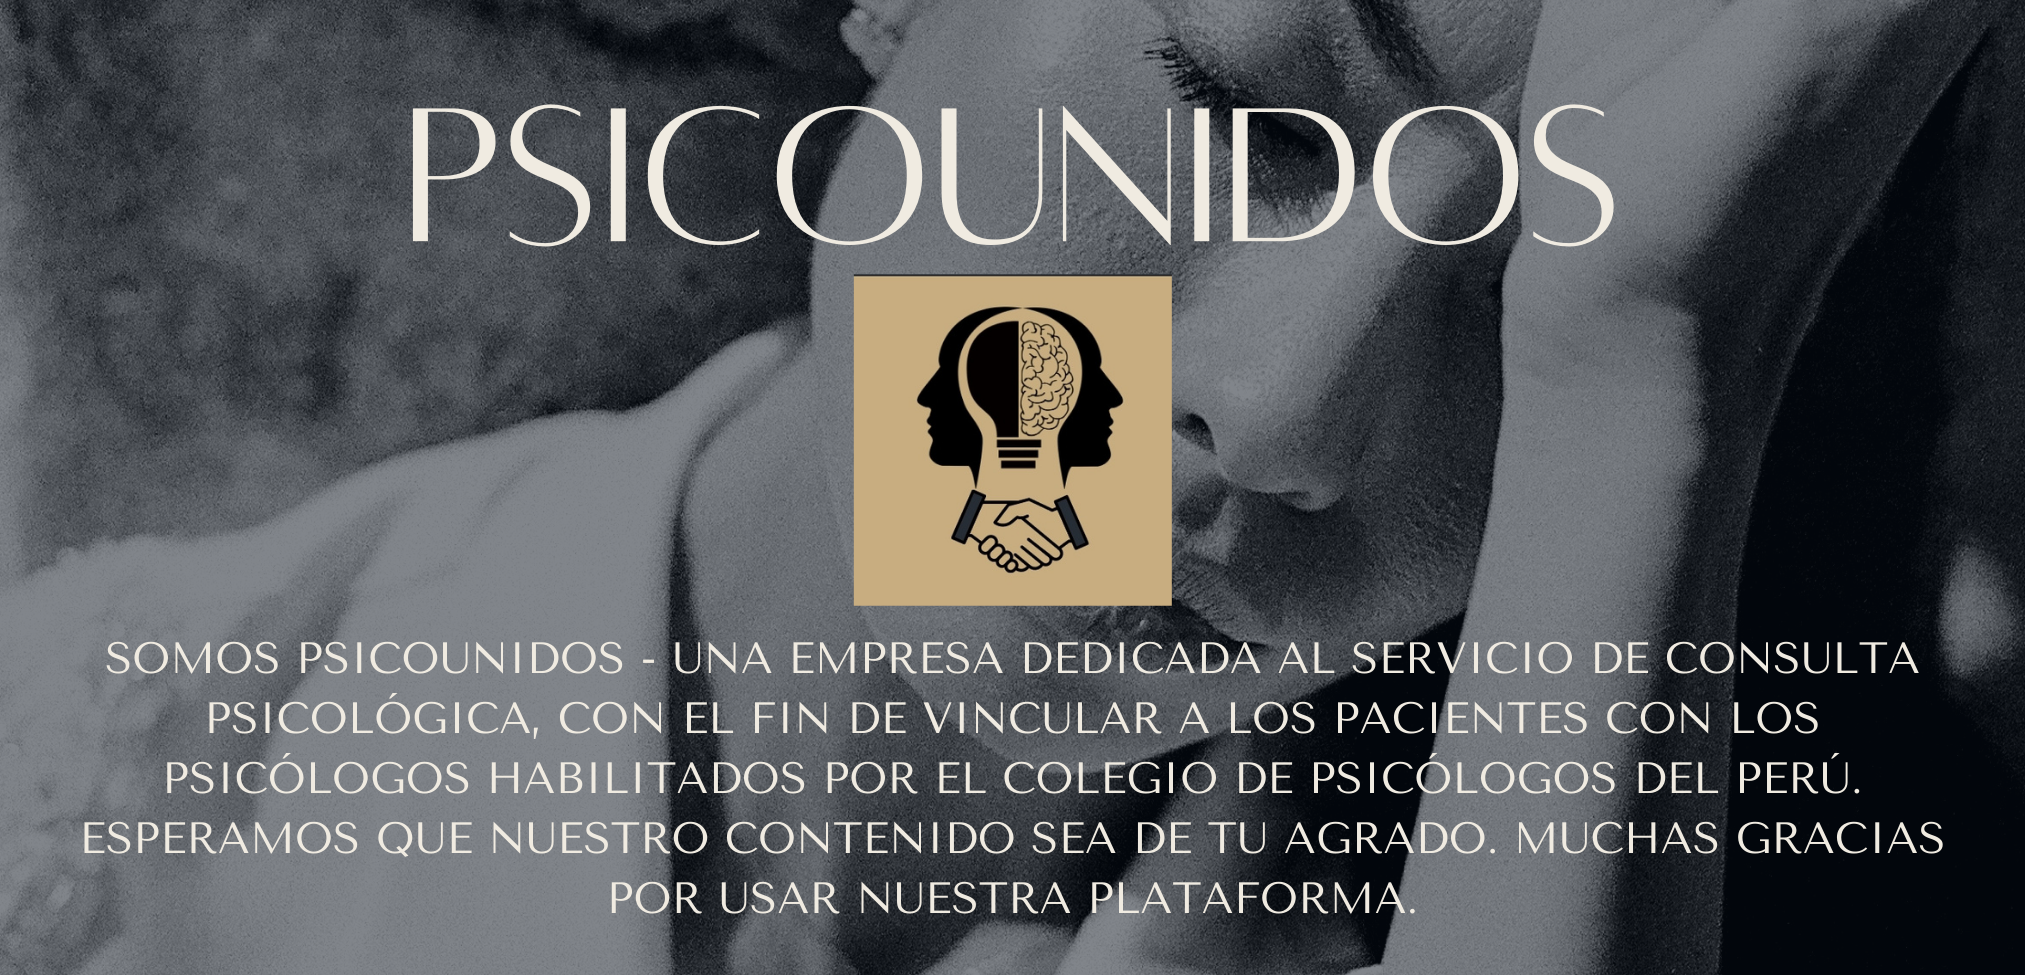 PSICOUNIDOS
SOMOS PSICOUNIDOS - UNA EMPRESA DEDICADA AL SERVICIO DE CONSULTA
PSICOLÓGICA, CON EL FIN DE VINCULAR A LOS PACIENTES CON LOS
PSICÓLOGOS HABILITADOS POR EL COLEGIO DE PSICÓLOGOS DEL PERÚ.
ESPERAMOS QUE NUESTRO CONTENIDO SEA DE TU AGRADO. MUCHAS GRACIAS
POR USAR NUESTRA PLATAFORMA.